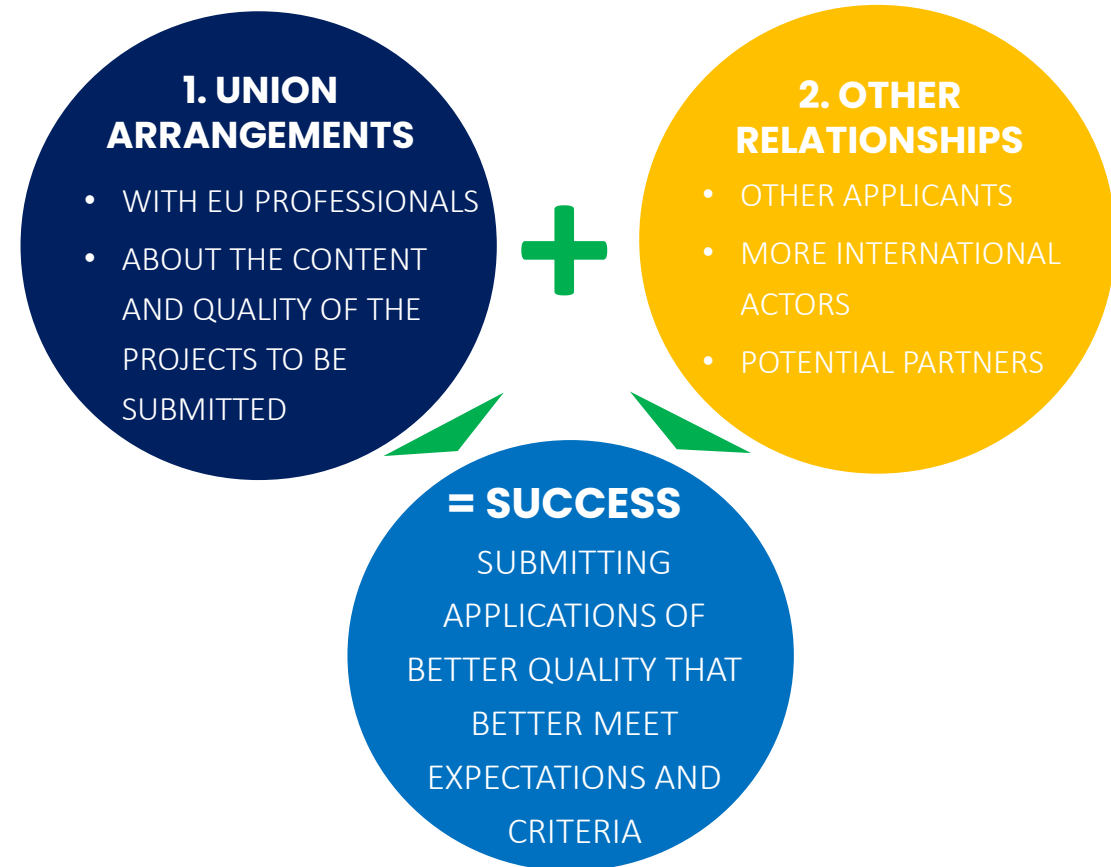 1. UNION
ARRANGEMENTS
• WITH EU PROFESSIONALS
• ABOUT THE CONTENT
AND QUALITY OF THE
PROJECTS TO BE
SUBMITTED
+
2. OTHER
RELATIONSHIPS
• OTHER APPLICANTS
• MORE INTERNATIONAL
ACTORS
• POTENTIAL PARTNERS
= SUCCESS
SUBMITTING
APPLICATIONS OF
BETTER QUALITY THAT
BETTER MEET
EXPECTATIONS AND
CRITERIA